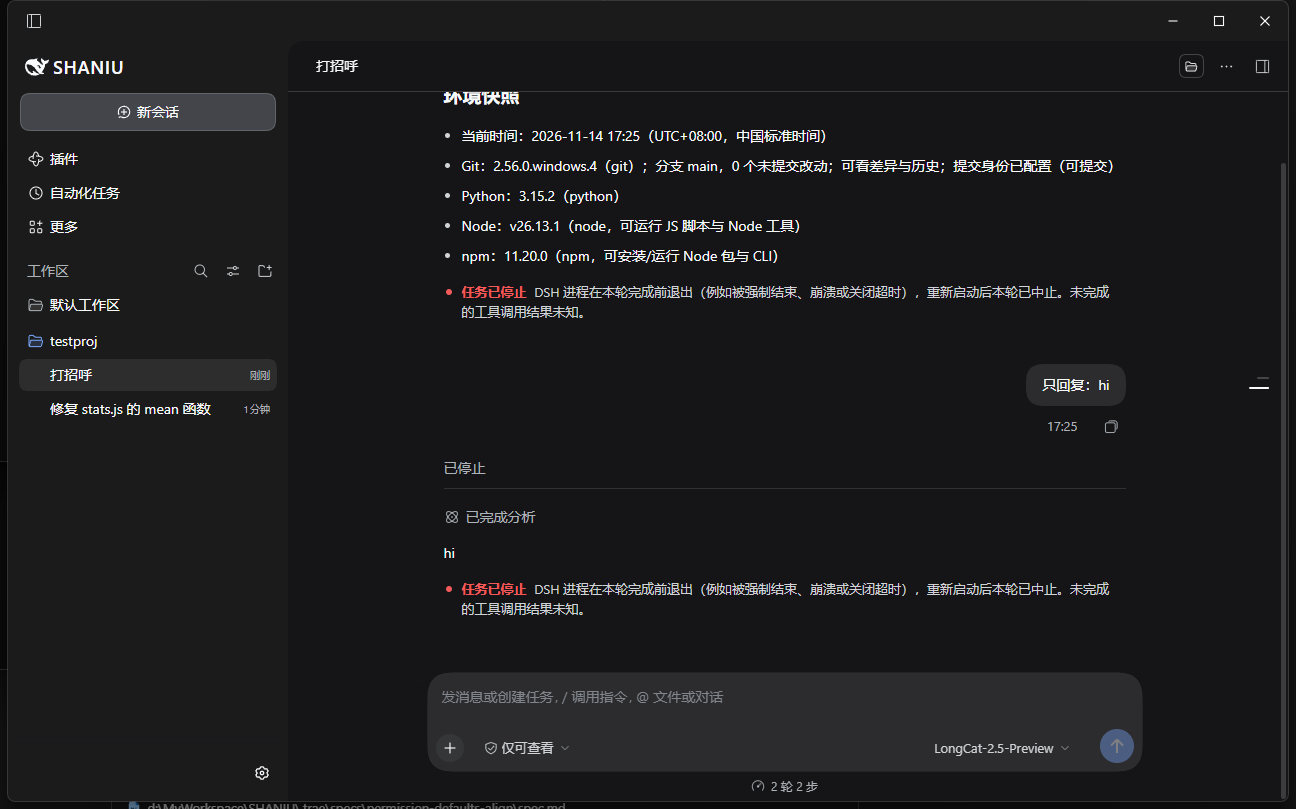 SHANIU
新会话
插件
自动化任务
更多
工作区
默认工作区
testproj
打招呼 刚刚
修复 stats.js 的 mean 函数 1分钟
打招呼
环境快照
当前时间：2026-11-14 17:25（UTC+08:00，中国标准时间）
Git：2.56.0.windows.4（git）；分支 main，0 个未提交改动；可看差异与历史；提交身份已配置（可提交）
Python：3.15.2（python）
Node：v26.13.1（node，可运行 JS 脚本与 Node 工具）
npm：11.20.0（npm，可安装/运行 Node 包与 CLI）
任务已停止 DSH 进程在本轮完成前退出（例如被强制结束、崩溃或关闭超时），重新启动后本轮已中止。未完成
的工具调用结果未知。
只回复：hi
17:25
已停止
已完成分析
hi
任务已停止 DSH 进程在本轮完成前退出（例如被强制结束、崩溃或关闭超时），重新启动后本轮已中止。未完成
的工具调用结果未知。
发消息或创建任务, / 调用指令, @ 文件或对话
仅可查看
LongCat-2.5-Preview
2 轮 2 步
d:\MyWorkspace\SHANIU\.trae\specs\permission-defaults-align\spec.md